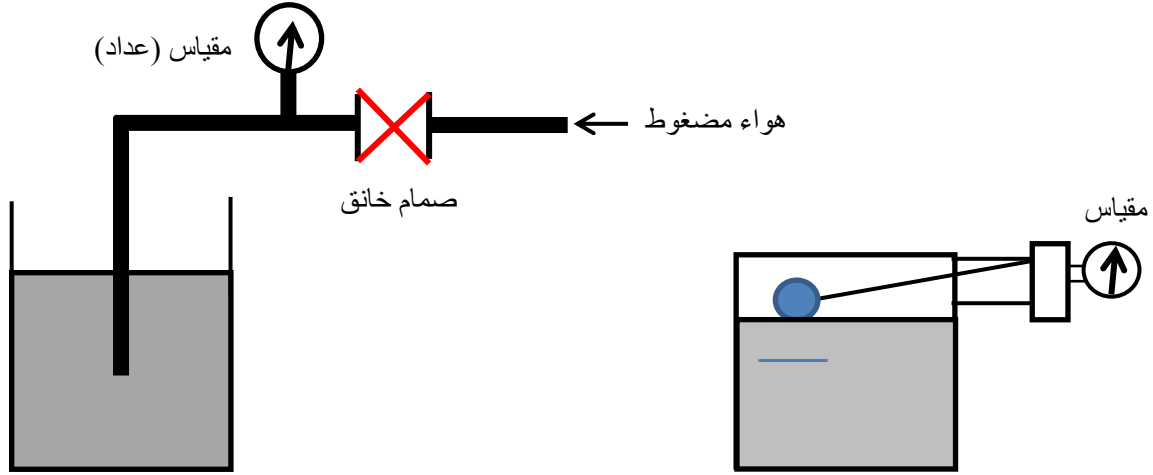 مقياس (عداد)
هواء مضغوط
صمام خانق
مقياس